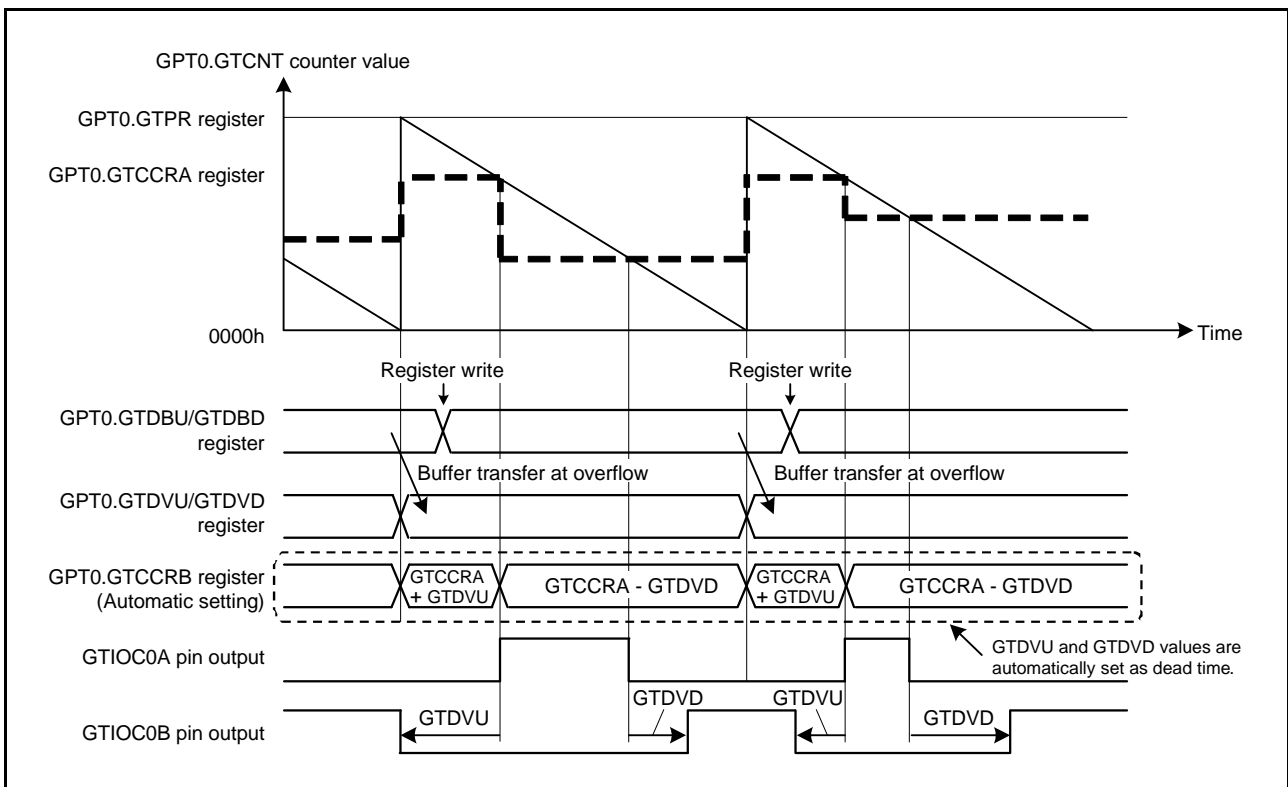 GPT0.GTCNT counter value
GPT0.GTPR register
GPT0.GTCCRA register
0000h
Time
Register write
Register write
GPT0.GTDBU/GTDBD
register
Buffer transfer at overflow
Buffer transfer at overflow
GPT0.GTDVU/GTDVD
register
GPT0.GTCCRB register
(Automatic setting)
GTCCRA
+ GTDVU
GTCCRA - GTDVD
GTCCRA
+ GTDVU
GTCCRA - GTDVD
GTDVU and GTDVD values are
automatically set as dead time.
GTIOC0A pin output
GTIOC0B pin output
GTDVU
GTDVD
GTDVU
GTDVD